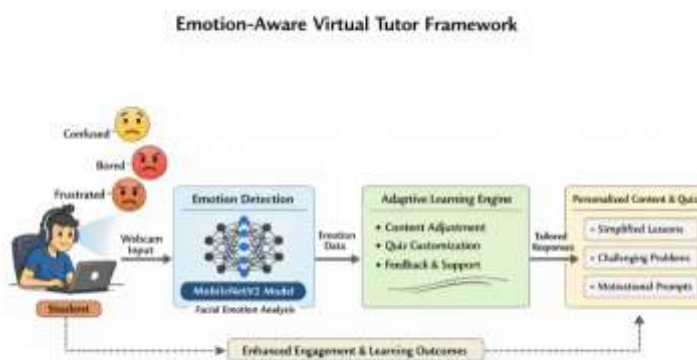 Emotion-Aware Virtual Tutor Framework
Confused
Bored
Frustrated
Webcam
Input
Student
Emotion Detection
MobileNetV2 Model
Facial Emotion Analysis
Emotion
Data
Adaptive Learning Engine
• Content Adjustment
• Quiz Customization
• Feedback & Support
Tailored
Responses
Personalized Content & Quiz
• Simplified Lessons
• Challenging Problems
• Motivational Prompts
Enhanced Engagement & Learning Outcomes